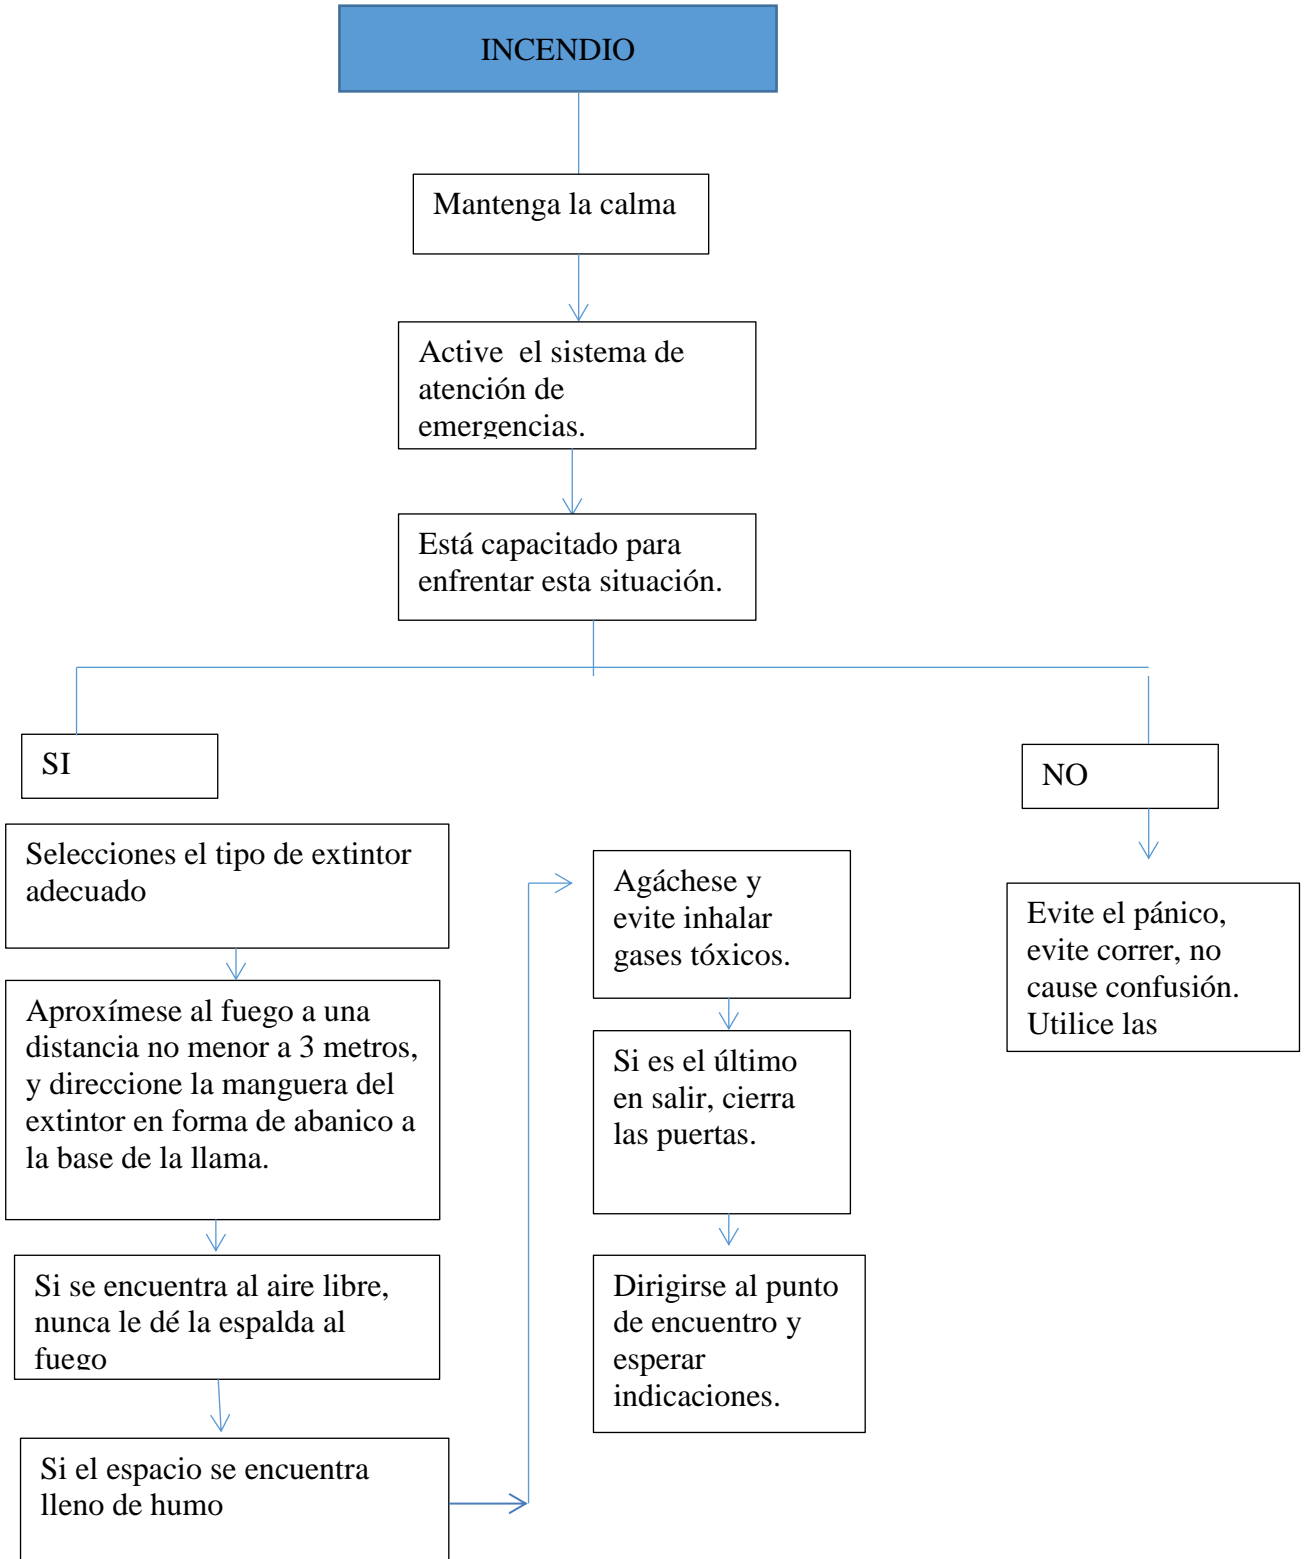 INCENDIO
Mantenga la calma
Active  el sistema de
atención de
emergencias.
Está capacitado para
enfrentar esta situación.
SI
NO
Selecciones el tipo de extintor
adecuado
Aproxímese al fuego a una
distancia no menor a 3 metros,
y direccione la manguera del
extintor en forma de abanico a
la base de la llama.
Si se encuentra al aire libre,
nunca le dé la espalda al
fuego
Si el espacio se encuentra
lleno de humo
Agáchese y
evite inhalar
gases tóxicos.
Si es el último
en salir, cierra
las puertas.
Dirigirse al punto
de encuentro y
esperar
indicaciones.
Evite el pánico,
evite correr, no
cause confusión.
Utilice las